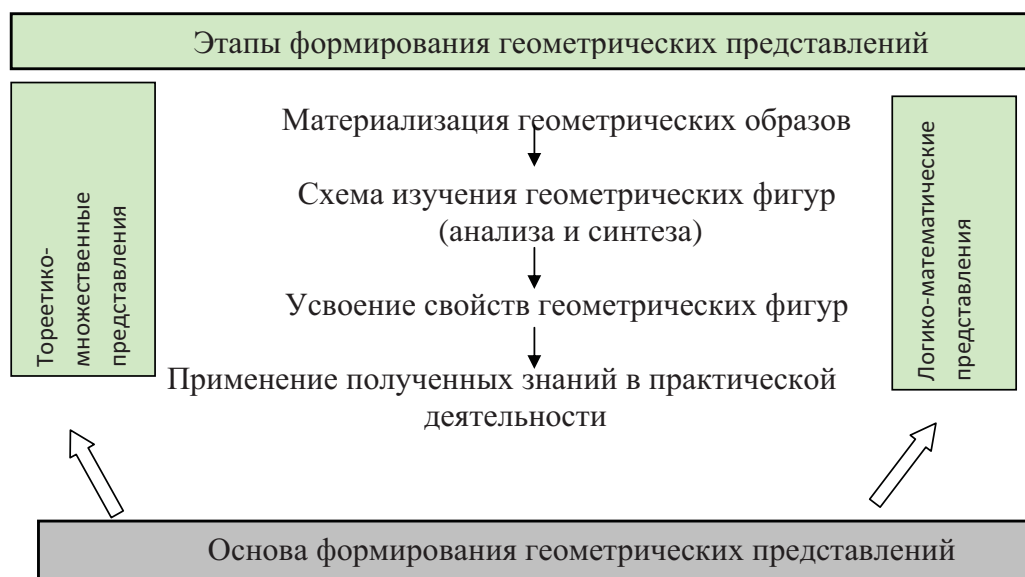 Этапы формирования геометрических представлений
Тореетико-
множественные
представления
Материализация геометрических образов
Схема изучения геометрических фигур
(анализа и синтеза)
Усвоение свойств геометрических фигур
Применение полученных знаний в практической
деятельности
Логико-математические
представления
Основа формирования геометрических представлений